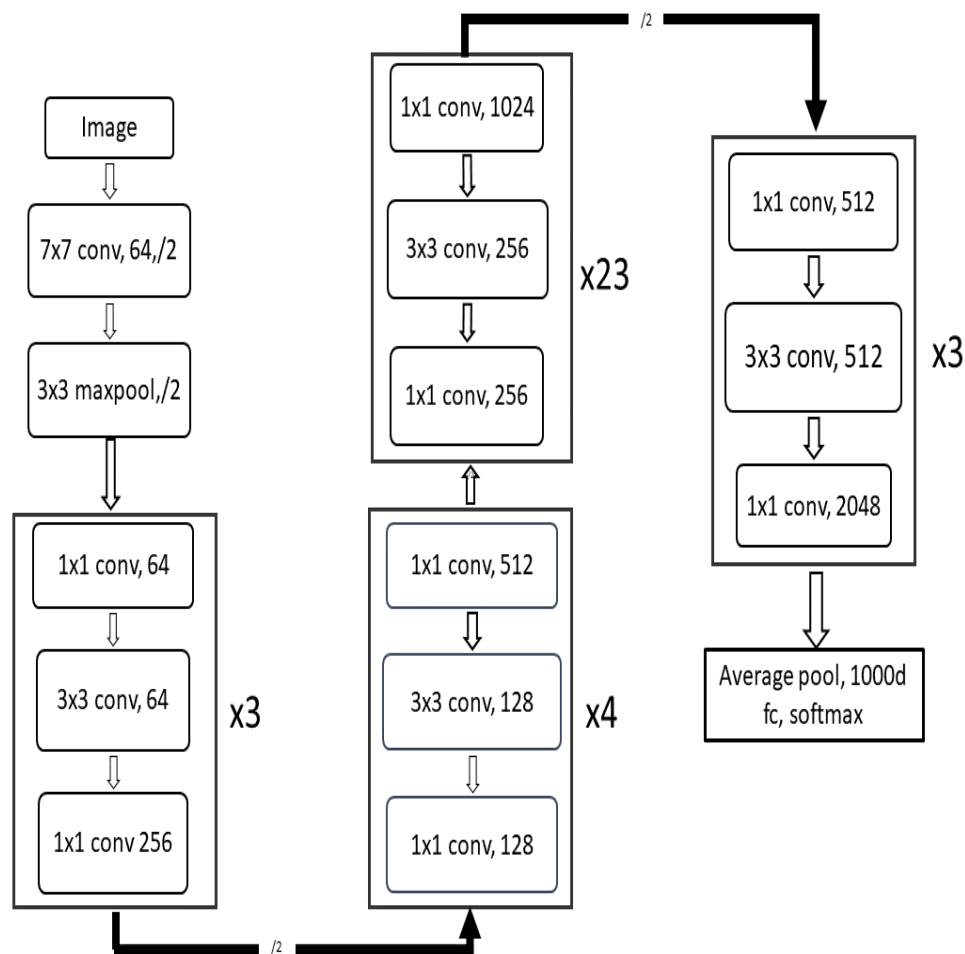 Image
7x7 conv, 64,/2
3x3 maxpool,/2
1x1 conv, 64
3x3 conv, 64
1x1 conv 256
x3
/2
1x1 conv, 512
3x3 conv, 128
1x1 conv, 128
x4
1x1 conv, 1024
3x3 conv, 256
1x1 conv, 256
x23
/2
1x1 conv, 512
3x3 conv, 512
1x1 conv, 2048
x3
Average pool, 1000d
fc, softmax